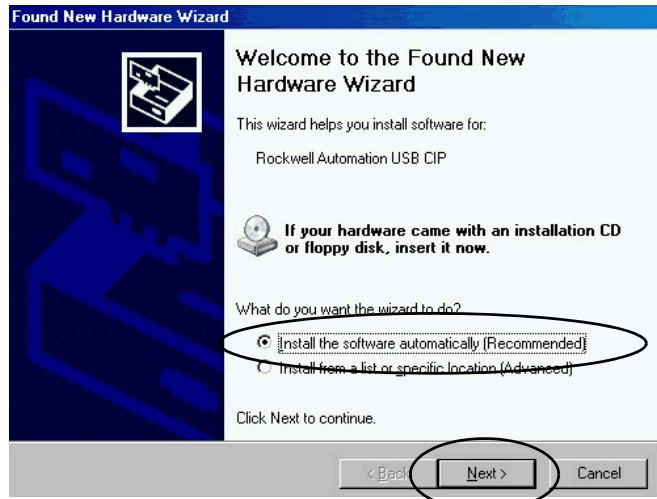 Found New Hardware Wizard
Welcome to the Found New
Hardware Wizard
This wizard helps you install software for:
Rockwell Automation USB CIP
If your hardware came with an installation CD
or floppy disk, insert it now.
What do you want the wizard to do?
Install the software automatically (Recommended)
Install from a list or specific location (Advanced)
Click Next to continue.
< Back Next > Cancel